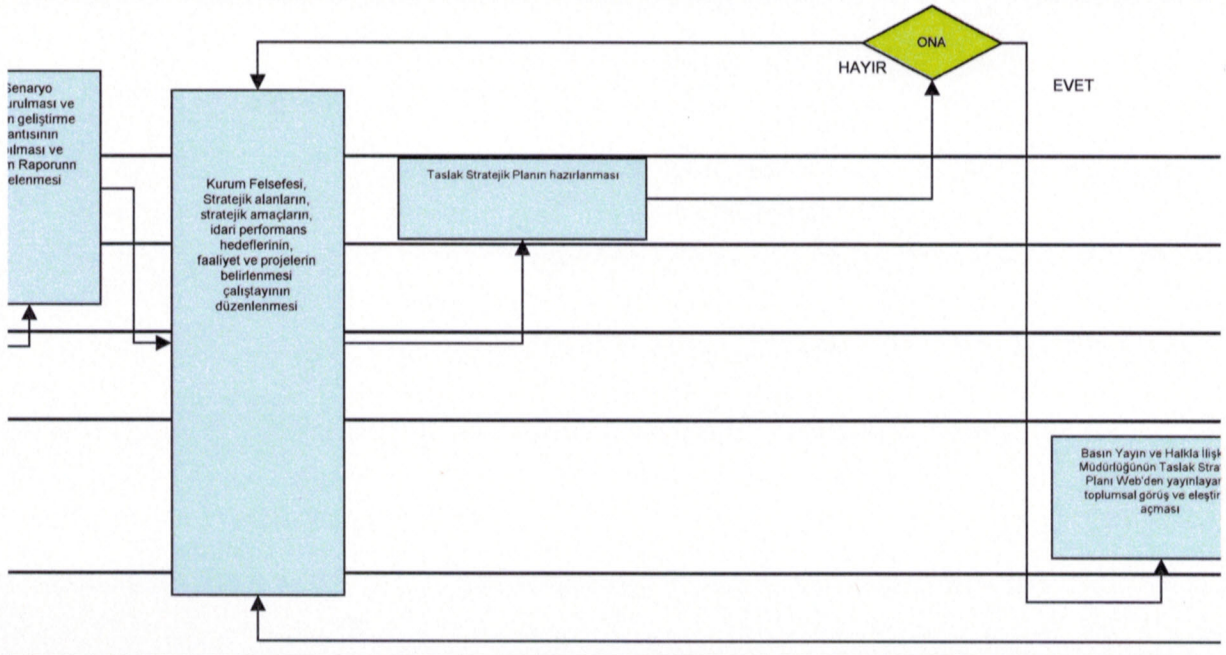 Senaryo
urulması ve
n geliştirme
antısının
ılması ve
m Raporunn
elenmesi
Kurum Felsefesi,
Stratejik alanların,
stratejik amaçların,
idari performans
hedeflerinin,
faaliyet ve projelerin
belirlenmesi
çalıştayının
düzenlenmesi
Taslak Stratejik Planın hazırlanması
ONA
HAYIR
EVET
Basın Yayın ve Halkla İlişk
Müdürlüğünün Taslak Stra
Planı Web'den yayınlayar
toplumsal görüş ve eleştir
açması